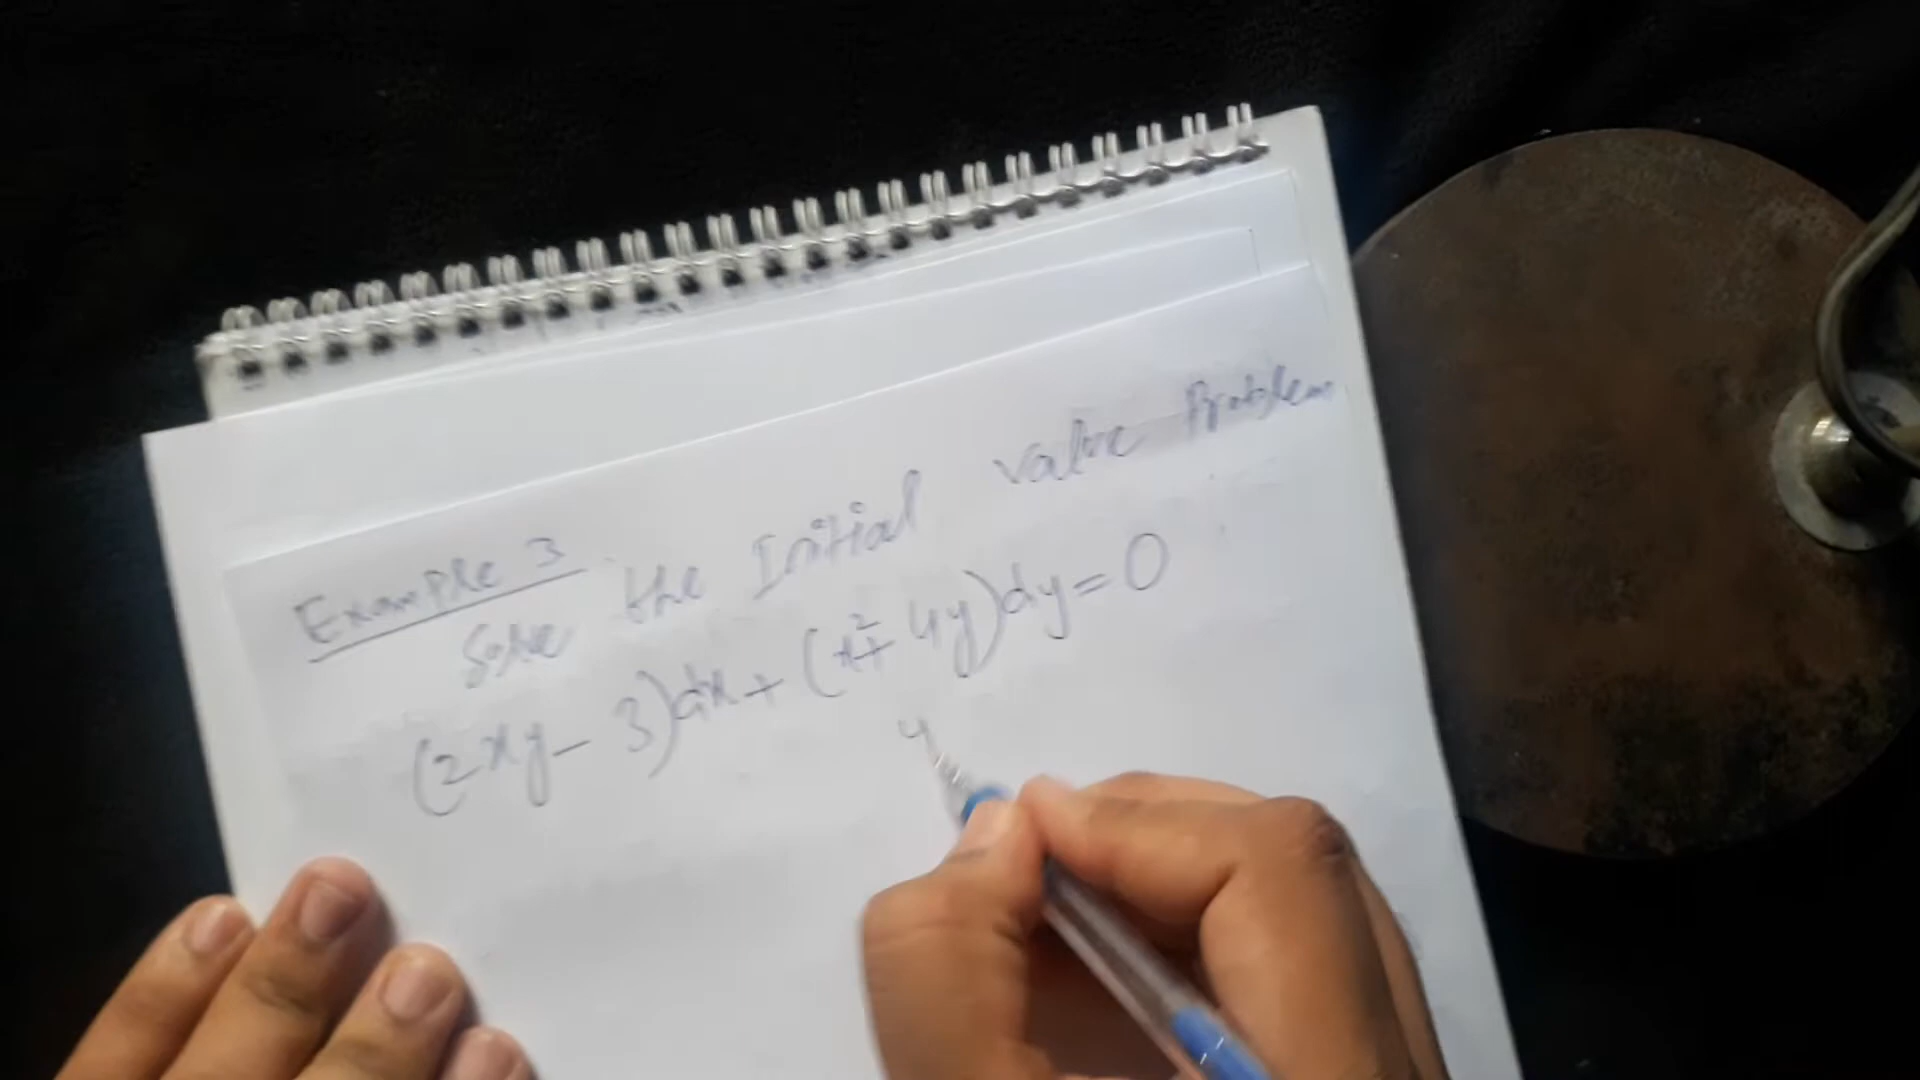 Example 3
Solve the Initial value Problem
(2xy - 3)dx + (x²+ 4y)dy = 0
y